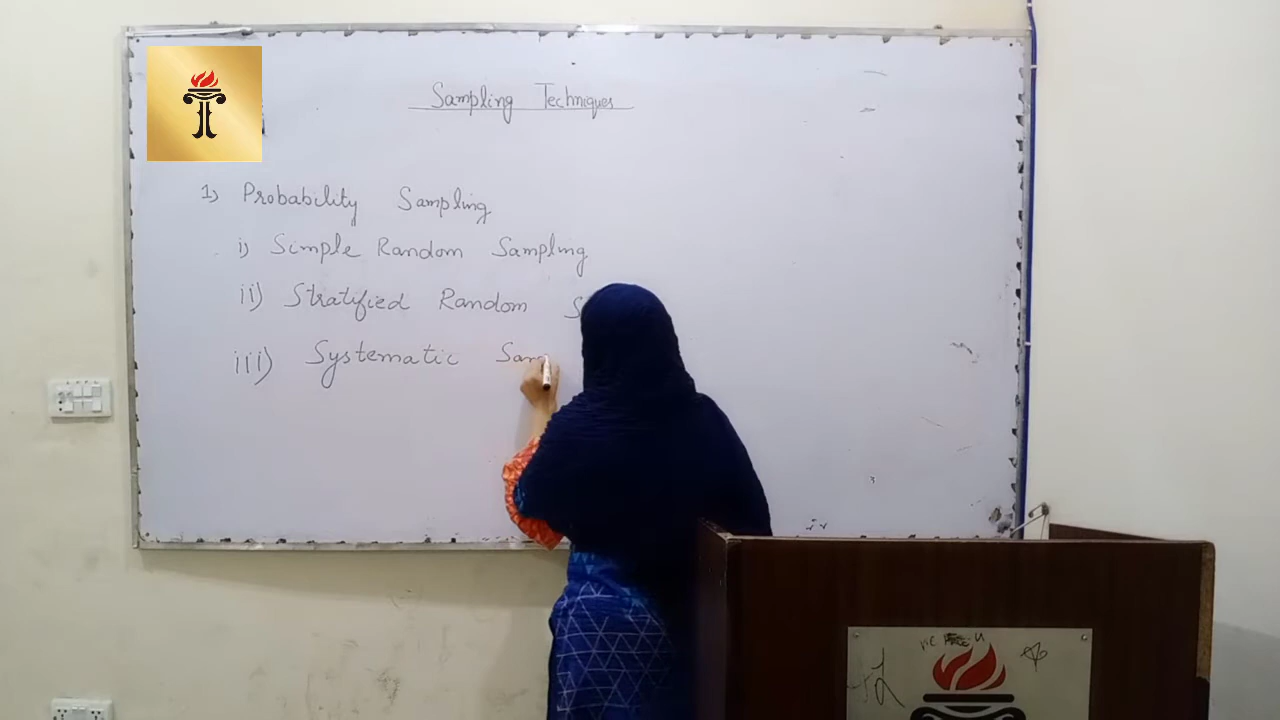 Sampling Techniques
1) Probability Sampling
i) Simple Random Sampling
ii) Stratified Random
iii) Systematic Sam